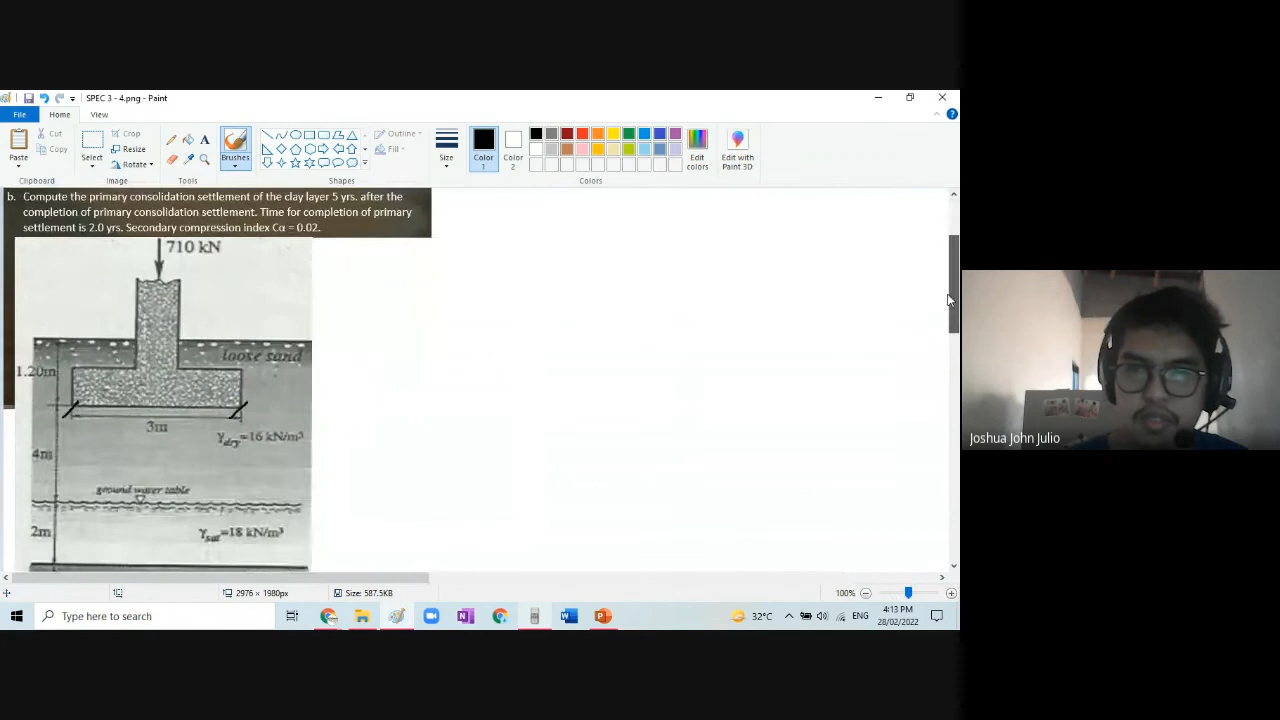 SPEC 3 - 4.png - Paint
File
Home
View
Paste
Cut
Copy
Clipboard
Select
Crop
Resize
Rotate
Image
Tools
Brushes
Shapes
Outline
Fill
Size
Color
1
Color
2
Colors
Edit
colors
Edit with
Paint 3D
b. Compute the primary consolidation settlement of the clay layer 5 yrs. after the
completion of primary consolidation settlement. Time for completion of primary
settlement is 2.0 yrs. Secondary compression index Cα = 0.02.
710 kN
loose sand
1.20m
3m
γdry=16 kN/m³
4m
ground water table
2m
γsat=18 kN/m³
Joshua John Julio
2976 × 1980px
Size: 587.5KB
100%
Type here to search
32°C
ENG
4:13 PM
28/02/2022